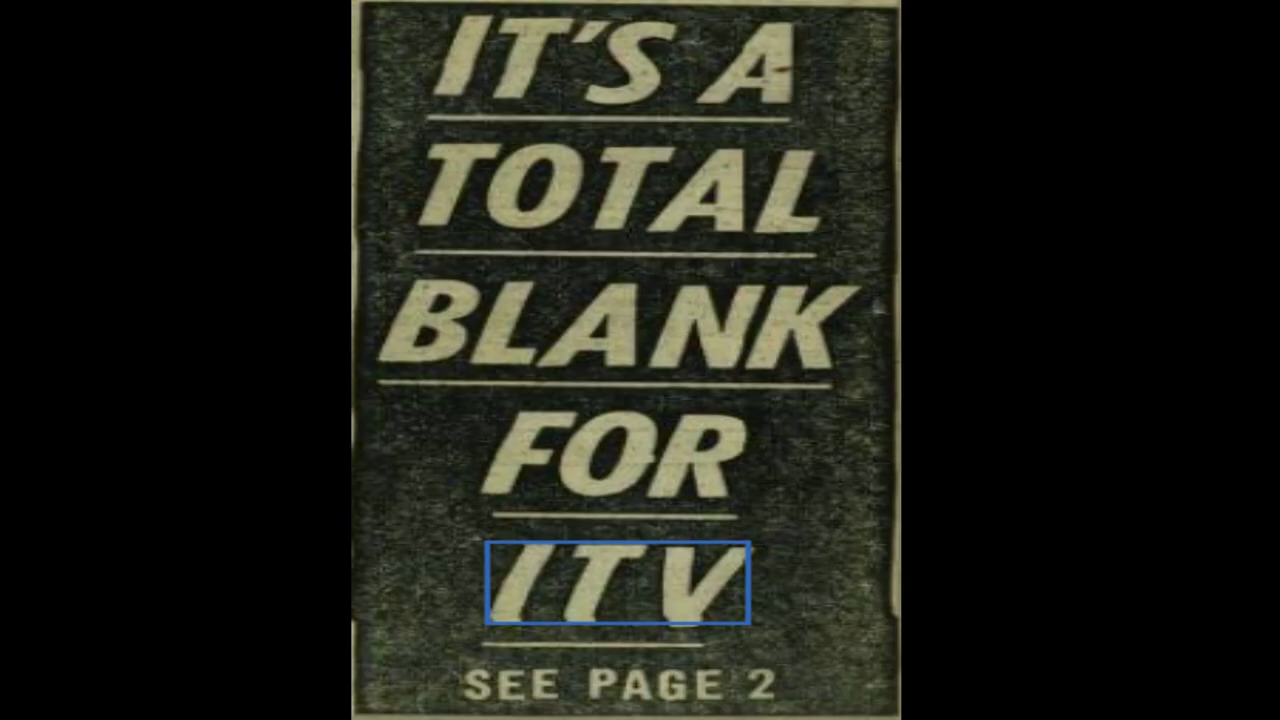 IT'S A
TOTAL
BLANK
FOR
ITV
SEE PAGE 2